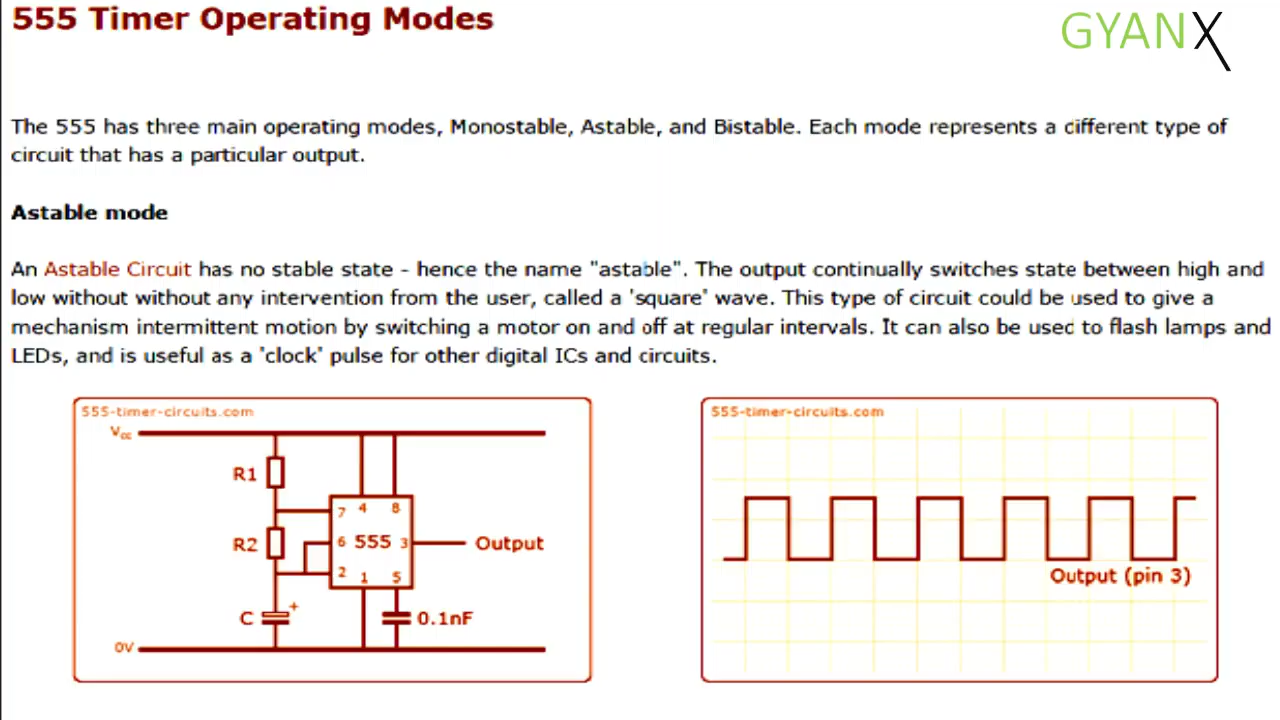 555 Timer Operating Modes
GYANX
The 555 has three main operating modes, Monostable, Astable, and Bistable. Each mode represents a different type of
circuit that has a particular output.
Astable mode
An Astable Circuit has no stable state - hence the name "astable". The output continually switches state between high and
low without without any intervention from the user, called a 'square' wave. This type of circuit could be used to give a
mechanism intermittent motion by switching a motor on and off at regular intervals. It can also be used to flash lamps and
LEDs, and is useful as a 'clock' pulse for other digital ICs and circuits.
555-timer-circuits.com
Vcc
R1
7 4 8
R2
6 555 3
Output
2 1 5
C +
0.1nF
0V
555-timer-circuits.com
Output (pin 3)